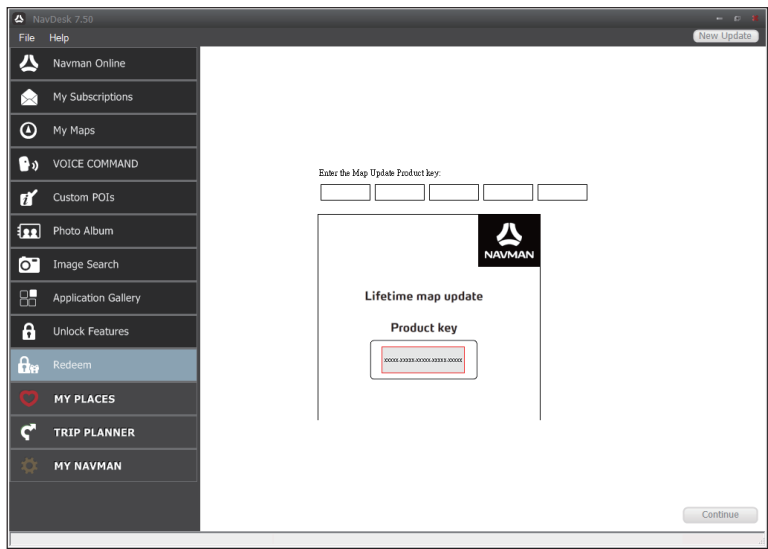 NavDesk 7.50
File Help
New Update
Navman Online
My Subscriptions
My Maps
VOICE COMMAND
Custom POIs
Photo Album
Image Search
Application Gallery
Unlock Features
Redeem
MY PLACES
TRIP PLANNER
MY NAVMAN
Enter the Map Update Product key:
NAVMAN
Lifetime map update
Product key
xxxxx-xxxxx-xxxxx-xxxxx-xxxxx
Continue